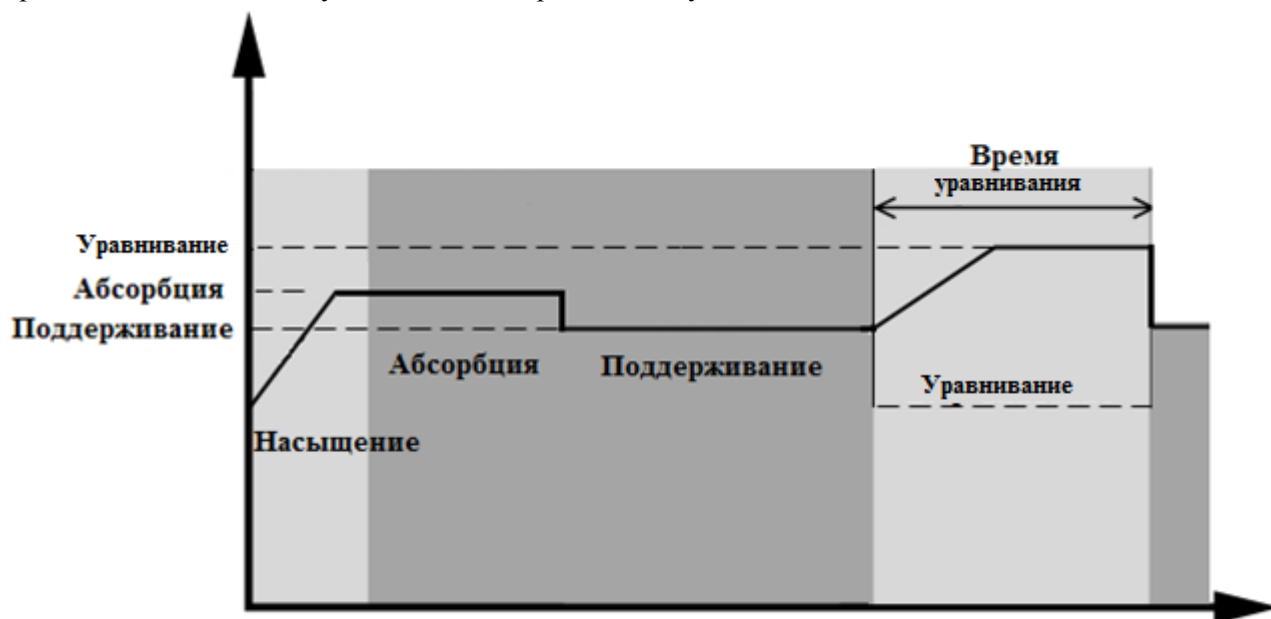 Время
уравнивания
Уравнивание
Абсорбция
Поддерживание
Абсорбция
Поддерживание
Уравнивание
Насыщение